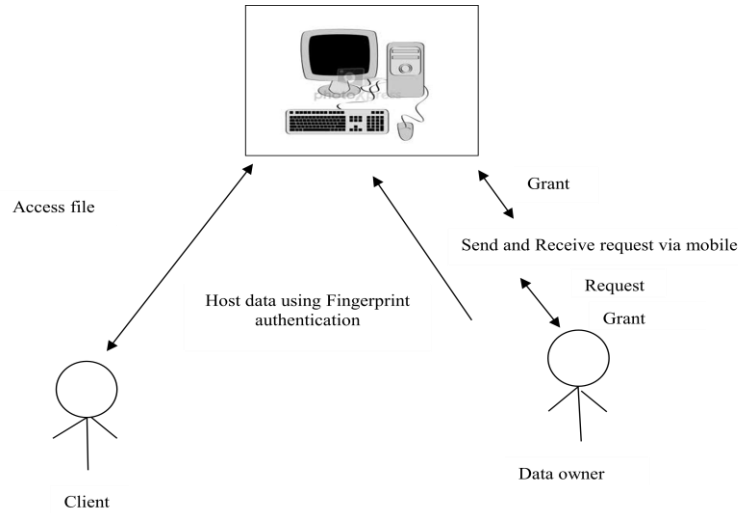 photoXpress
Grant
Access file
Send and Receive request via mobile
Request
Host data using Fingerprint
authentication
Grant
Data owner
Client